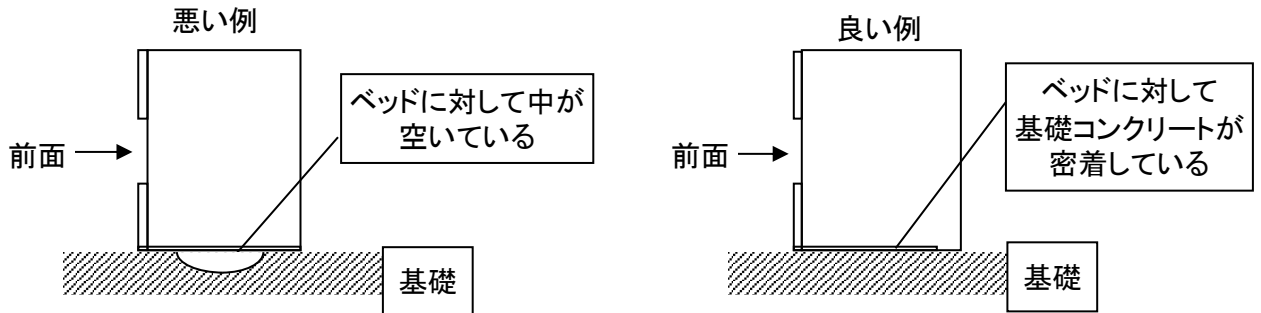 悪い例
ベッドに対して中が
空いている
前面
基礎
良い例
ベッドに対して
基礎コンクリートが
密着している
前面
基礎